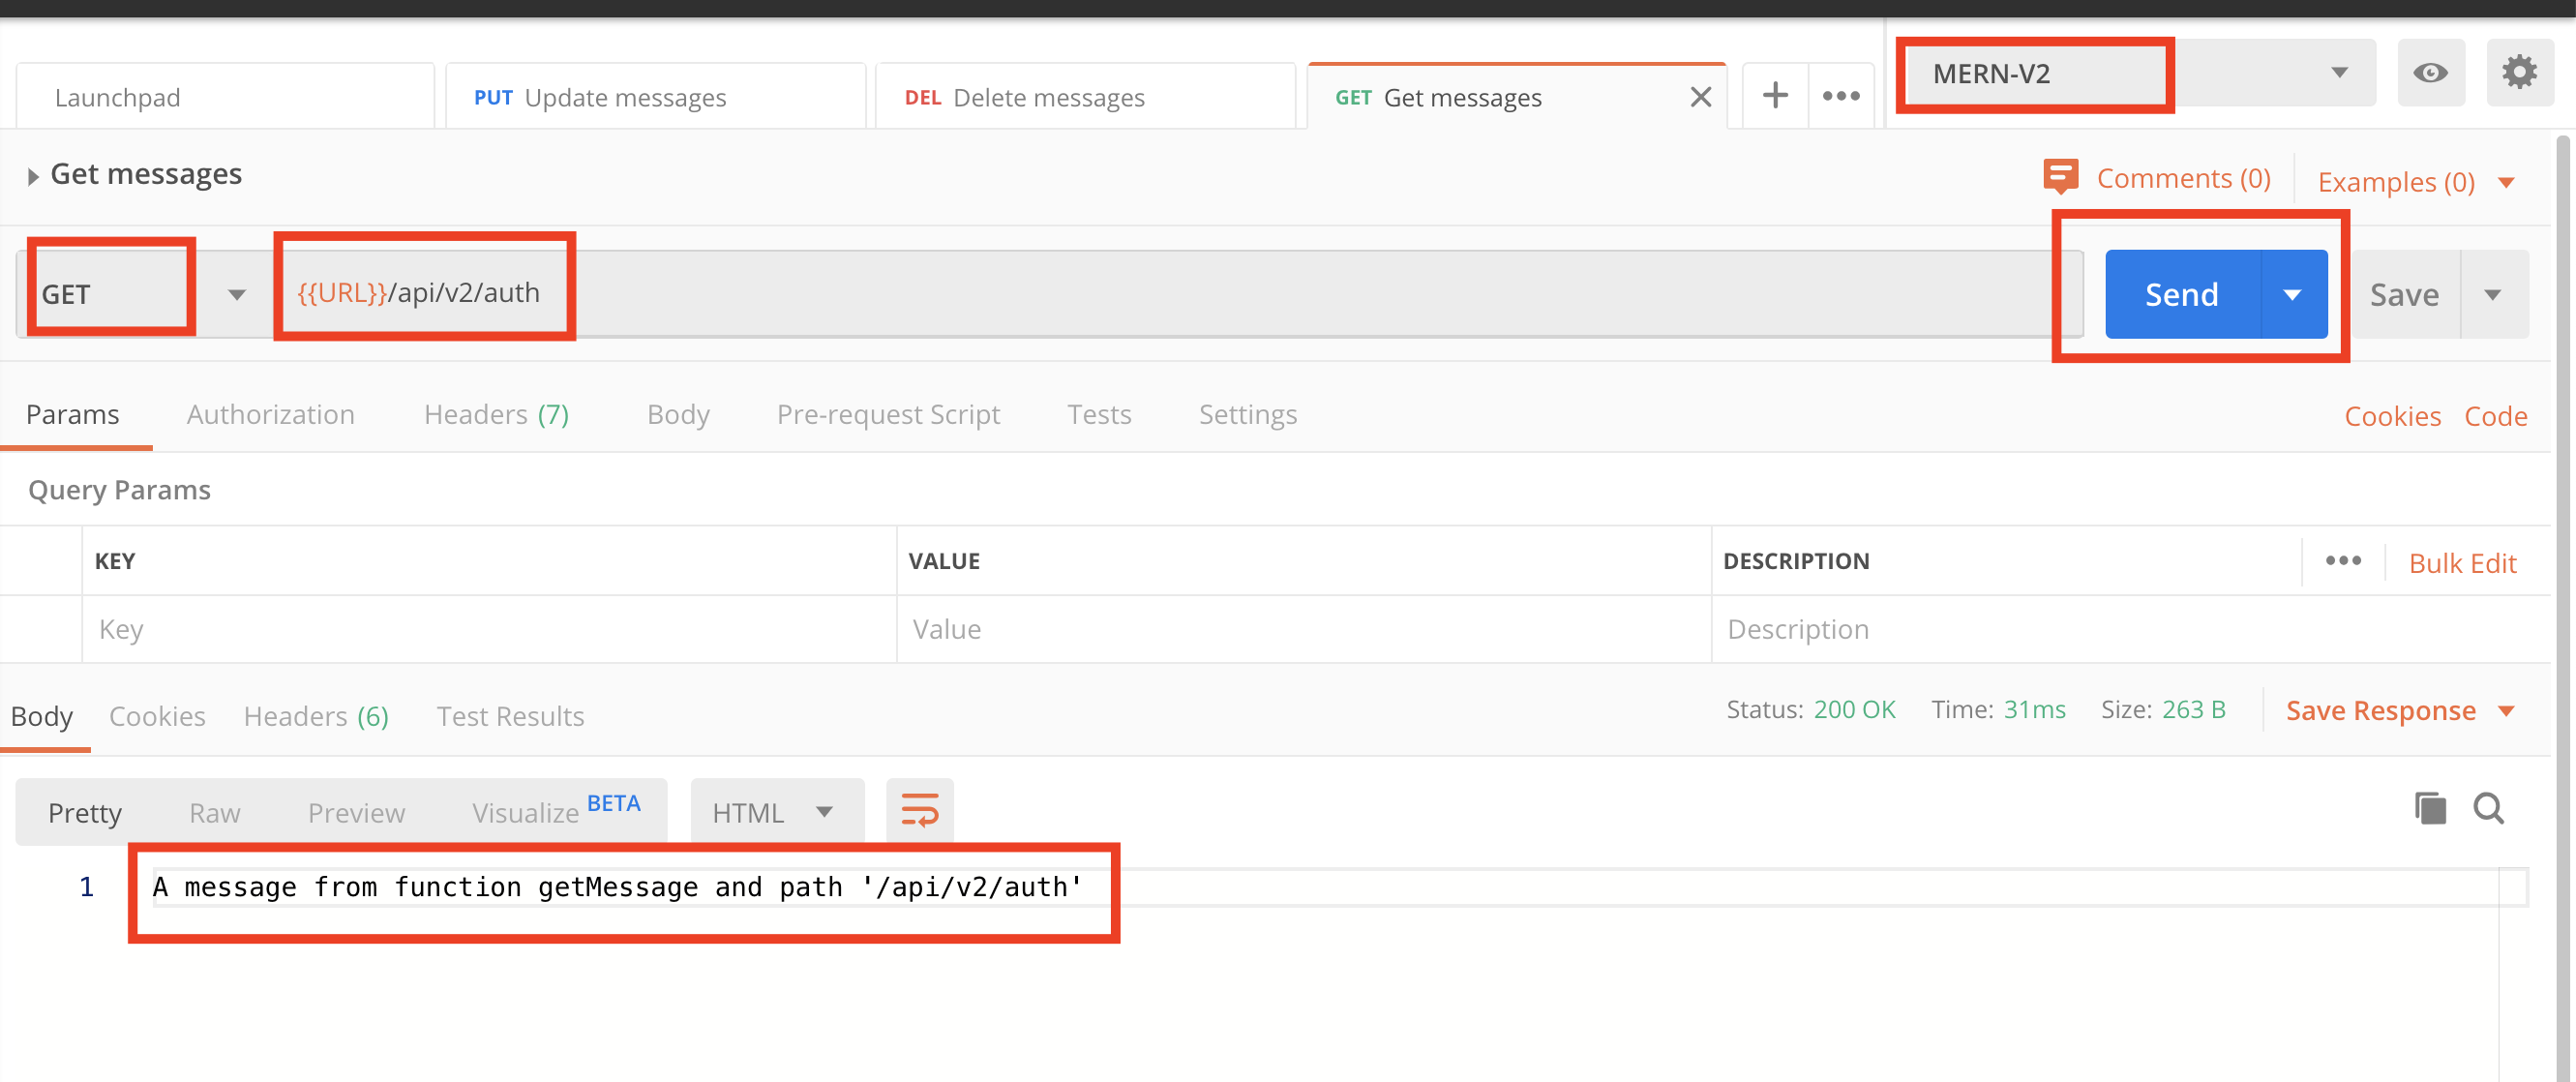 Launchpad
PUT Update messages
DEL Delete messages
GET Get messages
MERN-V2
Get messages
Comments (0)
Examples (0)
GET
{{URL}}/api/v2/auth
Send
Save
Params
Authorization
Headers (7)
Body
Pre-request Script
Tests
Settings
Cookies
Code
Query Params
KEY
VALUE
DESCRIPTION
Bulk Edit
Key
Value
Description
Body
Cookies
Headers (6)
Test Results
Status: 200 OK
Time: 31ms
Size: 263 B
Save Response
Pretty
Raw
Preview
Visualize BETA
HTML
1
A message from function getMessage and path '/api/v2/auth'